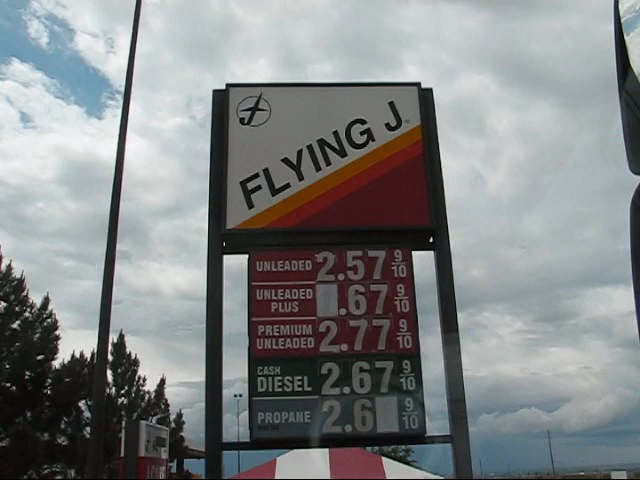 FLYING J
UNLEADED 2.57 9/10
UNLEADED PLUS .67 9/10
PREMIUM UNLEADED 2.77 9/10
CASH DIESEL 2.67 9/10
PROPANE 2.6 9/10